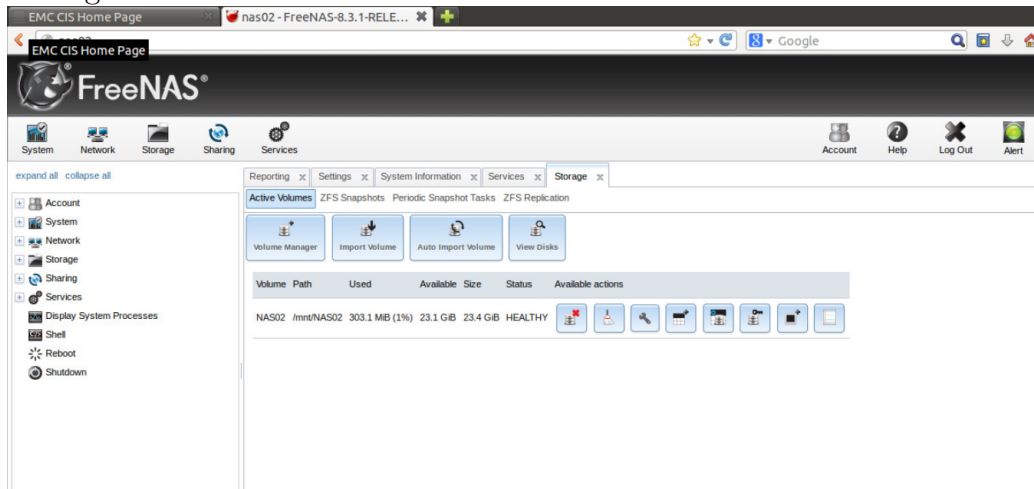 EMC CIS Home Page
nas02 - FreeNAS-8.3.1-RELE...
EMC CIS Home Page
Google
FreeNAS®
System Network Storage Sharing Services Account Help Log Out Alert
expand all collapse all
Reporting Settings System Information Services Storage
Active Volumes ZFS Snapshots Periodic Snapshot Tasks ZFS Replication
Account
System
Network
Storage
Sharing
Services
Display System Processes
Shell
Reboot
Shutdown
Volume Manager Import Volume Auto Import Volume View Disks
Volume Path Used Available Size Status Available actions
NAS02 /mnt/NAS02 303.1 MiB (1%) 23.1 GiB 23.4 GiB HEALTHY